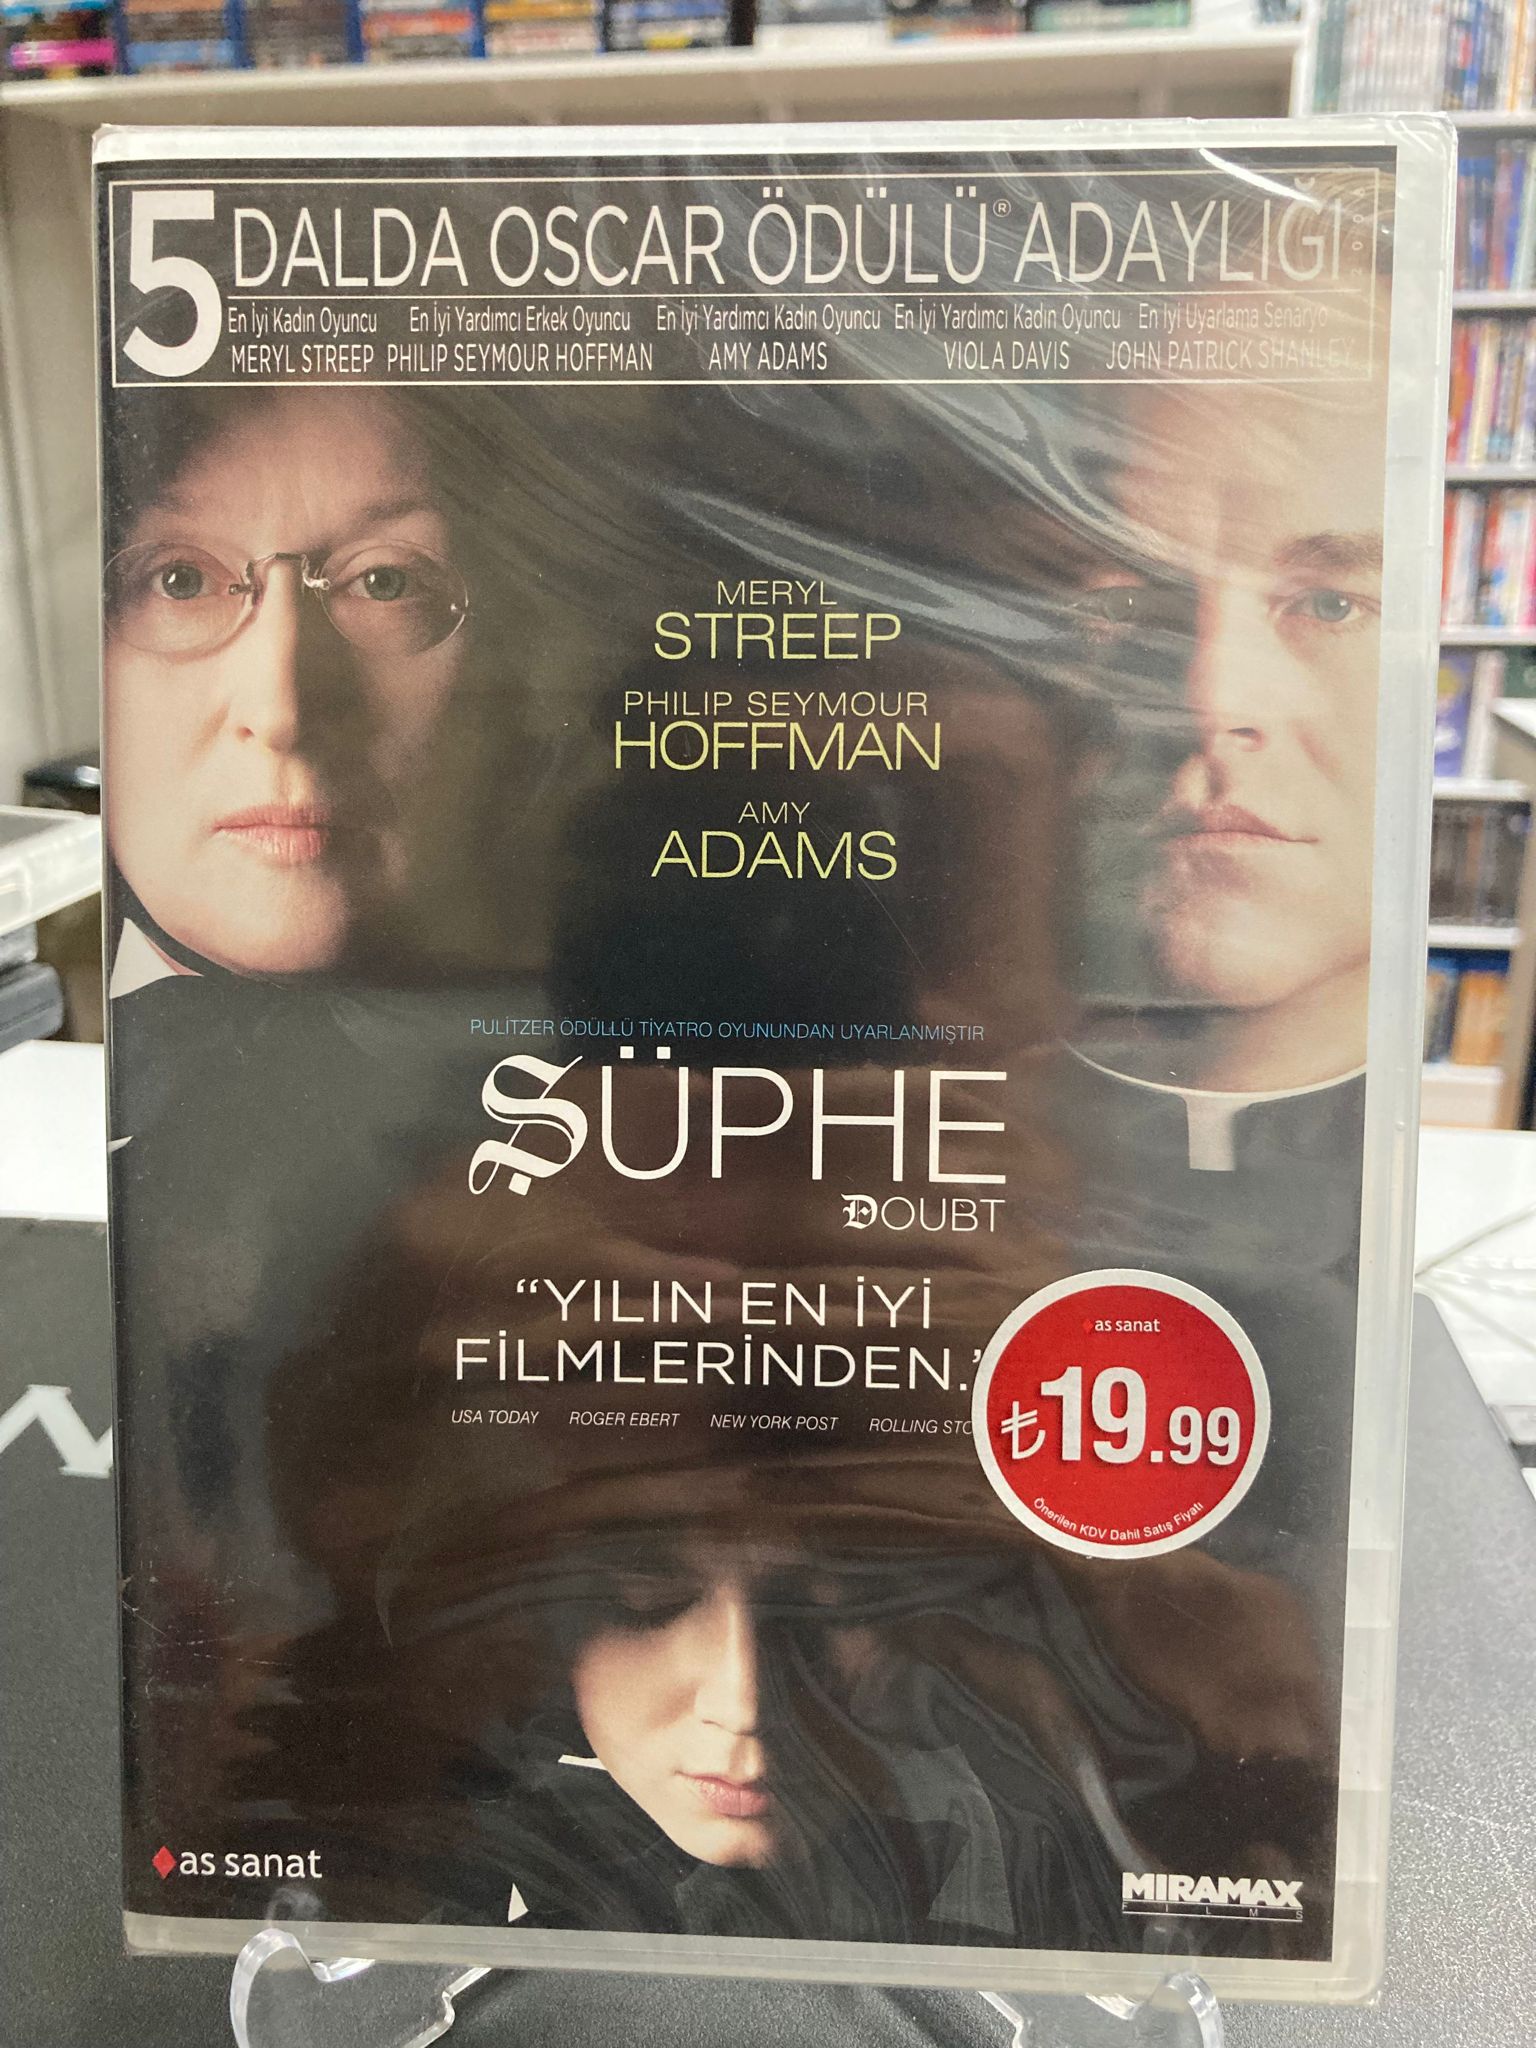 5 DALDA OSCAR ÖDÜLÜ® ADAYLIĞI
2008
En İyi Kadın Oyuncu En İyi Yardımcı Erkek Oyuncu En İyi Yardımcı Kadın Oyuncu En İyi Yardımcı Kadın Oyuncu En İyi Uyarlama Senaryo
MERYL STREEP PHILIP SEYMOUR HOFFMAN AMY ADAMS VIOLA DAVIS JOHN PATRICK SHANLEY
MERYL
STREEP
PHILIP SEYMOUR
HOFFMAN
AMY
ADAMS
PULİTZER ÖDÜLLÜ TİYATRO OYUNUNDAN UYARLANMIŞTIR
ŞÜPHE
DOUBT
“YILIN EN İYİ
FİLMLERİNDEN.”
USA TODAY ROGER EBERT NEW YORK POST ROLLING STO
as sanat
₺19.99
Önerilen KDV Dahil Satış Fiyatı
as sanat
MIRAMAX
FILMS